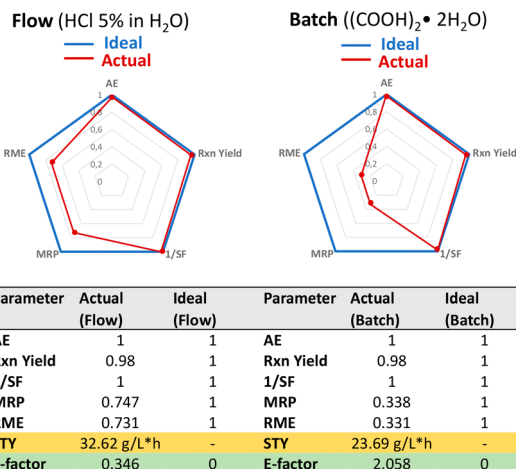 Flow (HCl 5% in H2O)
Ideal
Actual
AE
1
0,8
0,6
0,4
0,2
0
RME
Rxn Yield
MRP
1/SF
Batch ((COOH)2• 2H2O)
Ideal
Actual
AE
1
0,8
0,6
0,4
0,2
0
RME
Rxn Yield
MRP
1/SF
arameter Actual (Flow) Ideal (Flow)
AE 1 1
xn Yield 0.98 1
/SF 1 1
MRP 0.747 1
RME 0.731 1
TY 32.62 g/L*h -
-factor 0.346 0
Parameter Actual (Batch) Ideal (Batch)
AE 1 1
Rxn Yield 0.98 1
1/SF 1 1
MRP 0.338 1
RME 0.331 1
STY 23.69 g/L*h -
E-factor 2.058 0